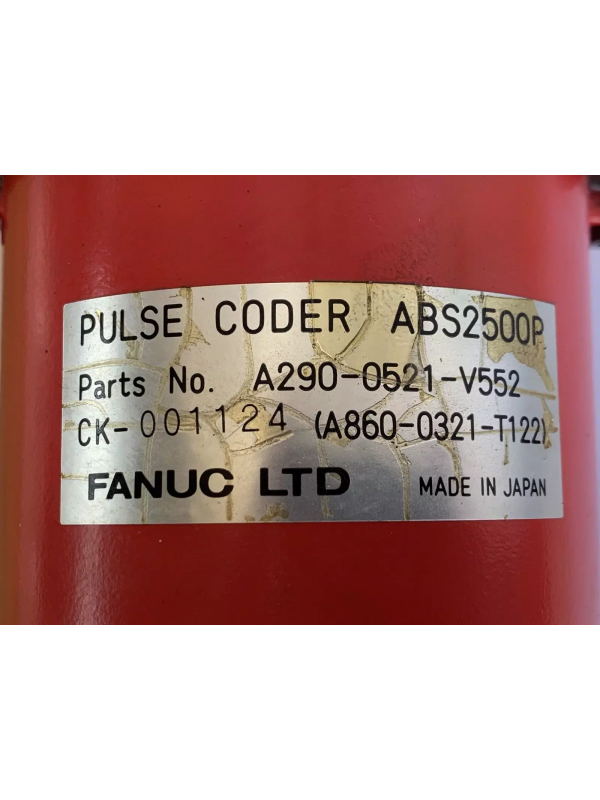 PULSE CODER ABS2500P
Parts No. A290-0521-V552
CK-001124 (A860-0321-T122)
FANUC LTD MADE IN JAPAN